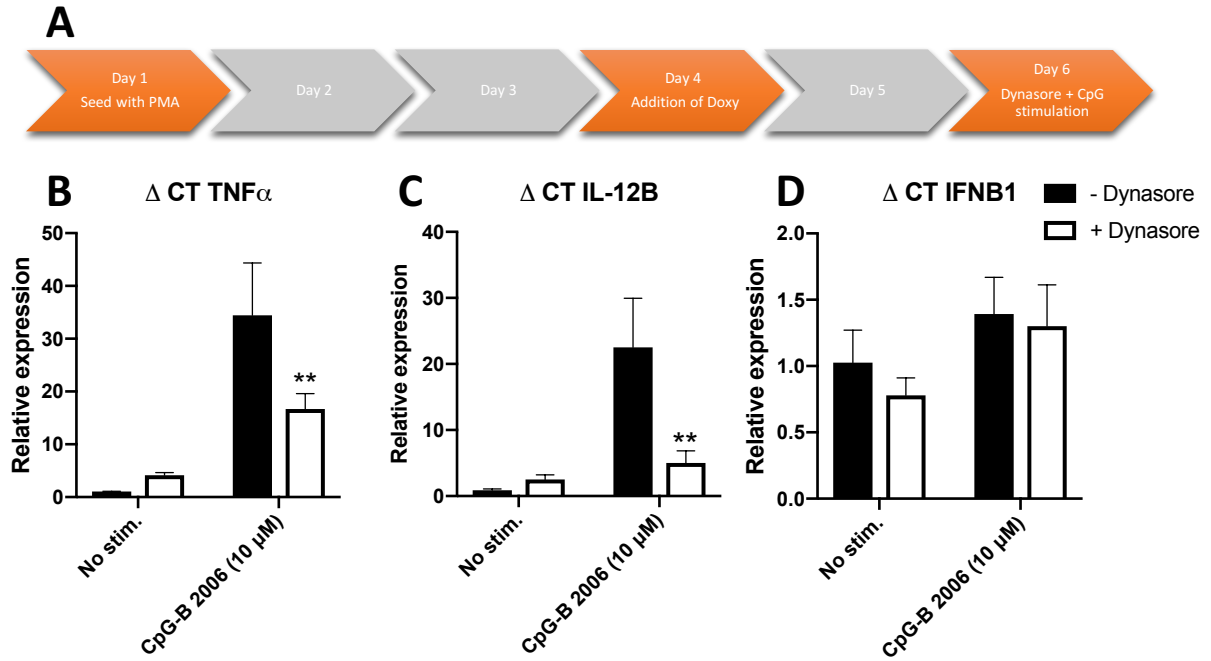 A
Day 1
Seed with PMA
Day 2
Day 3
Day 4
Addition of Doxy
Day 5
Day 6
Dynasore + CpG
stimulation
B
Δ CT TNFα
Relative expression
50
40
30
20
10
0
**
No stim.
CpG-B 2006 (10 µM)
C
Δ CT IL-12B
Relative expression
40
30
20
10
0
**
No stim.
CpG-B 2006 (10 µM)
D
Δ CT IFNB1
Relative expression
2.0
1.5
1.0
0.5
0.0
No stim.
CpG-B 2006 (10 µM)
- Dynasore
+ Dynasore